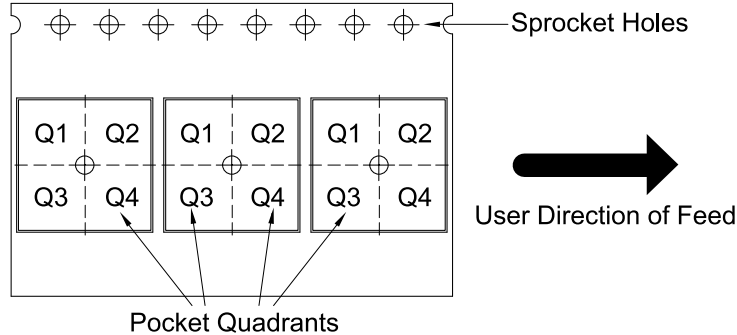 Sprocket Holes
Q1 Q2 Q1 Q2 Q1 Q2
Q3 Q4 Q3 Q4 Q3 Q4
User Direction of Feed
Pocket Quadrants